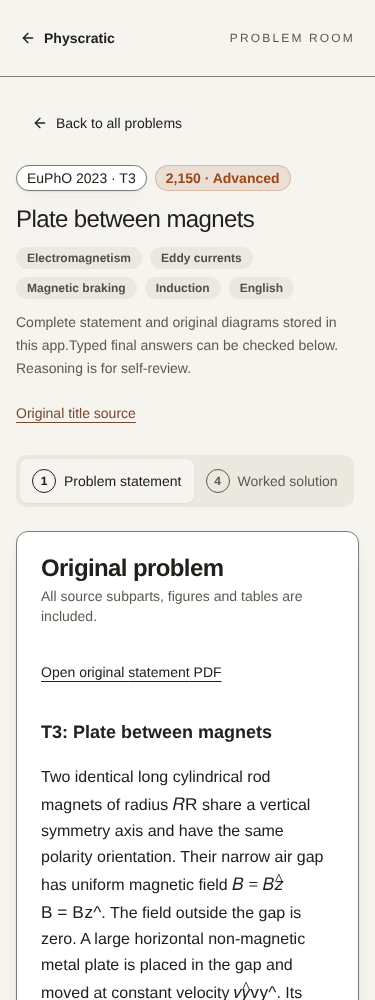 ← Physcratic PROBLEM ROOM
← Back to all problems
EuPhO 2023 · T3 2,150 · Advanced
Plate between magnets
Electromagnetism Eddy currents
Magnetic braking Induction English
Complete statement and original diagrams stored in
this app.Typed final answers can be checked below.
Reasoning is for self-review.
Original title source
1 Problem statement 4 Worked solution
Original problem
All source subparts, figures and tables are
included.
Open original statement PDF
T3: Plate between magnets
Two identical long cylindrical rod
magnets of radius RR share a vertical
symmetry axis and have the same
polarity orientation. Their narrow air gap
has uniform magnetic field B = Bẑ
B = Bz^. The field outside the gap is
zero. A large horizontal non-magnetic
metal plate is placed in the gap and
moved at constant velocity vŷvy^. Its